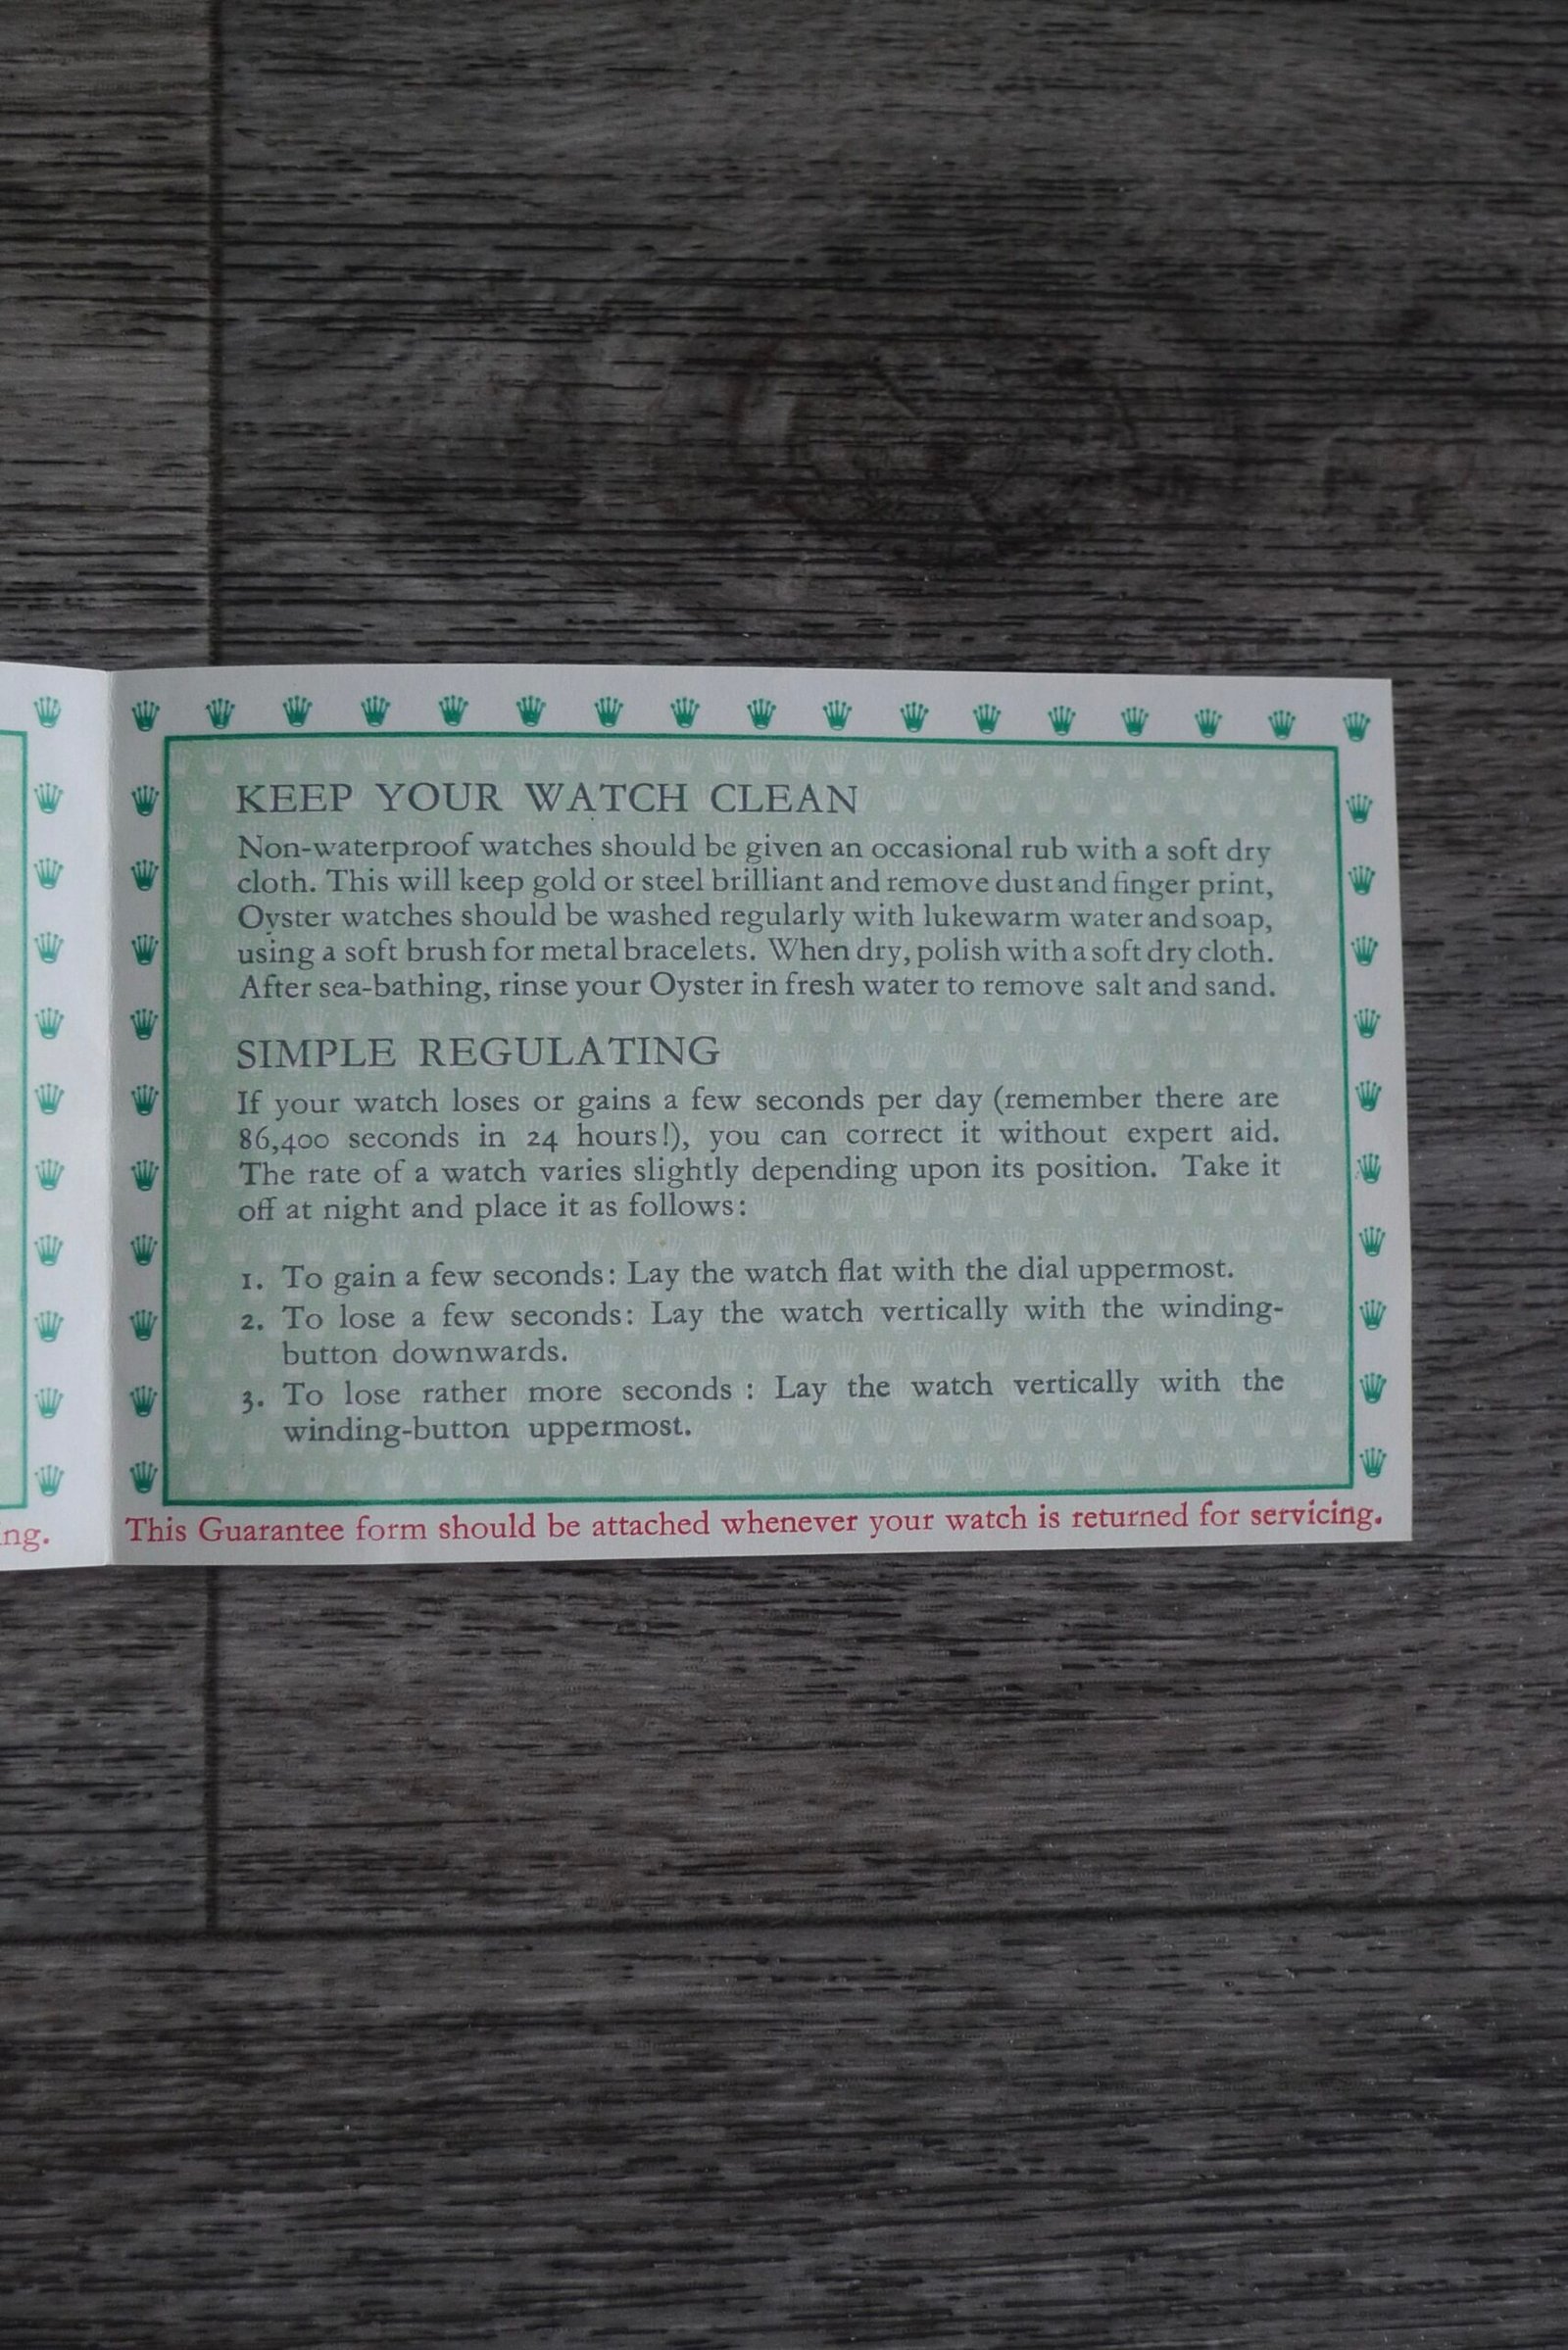 KEEP YOUR WATCH CLEAN
Non-waterproof watches should be given an occasional rub with a soft dry
cloth. This will keep gold or steel brilliant and remove dust and finger print,
Oyster watches should be washed regularly with lukewarm water and soap,
using a soft brush for metal bracelets. When dry, polish with a soft dry cloth.
After sea-bathing, rinse your Oyster in fresh water to remove salt and sand.
SIMPLE REGULATING
If your watch loses or gains a few seconds per day (remember there are
86,400 seconds in 24 hours!), you can correct it without expert aid.
The rate of a watch varies slightly depending upon its position. Take it
off at night and place it as follows:
1. To gain a few seconds: Lay the watch flat with the dial uppermost.
2. To lose a few seconds: Lay the watch vertically with the winding-
button downwards.
3. To lose rather more seconds : Lay the watch vertically with the
winding-button uppermost.
ng.
This Guarantee form should be attached whenever your watch is returned for servicing.